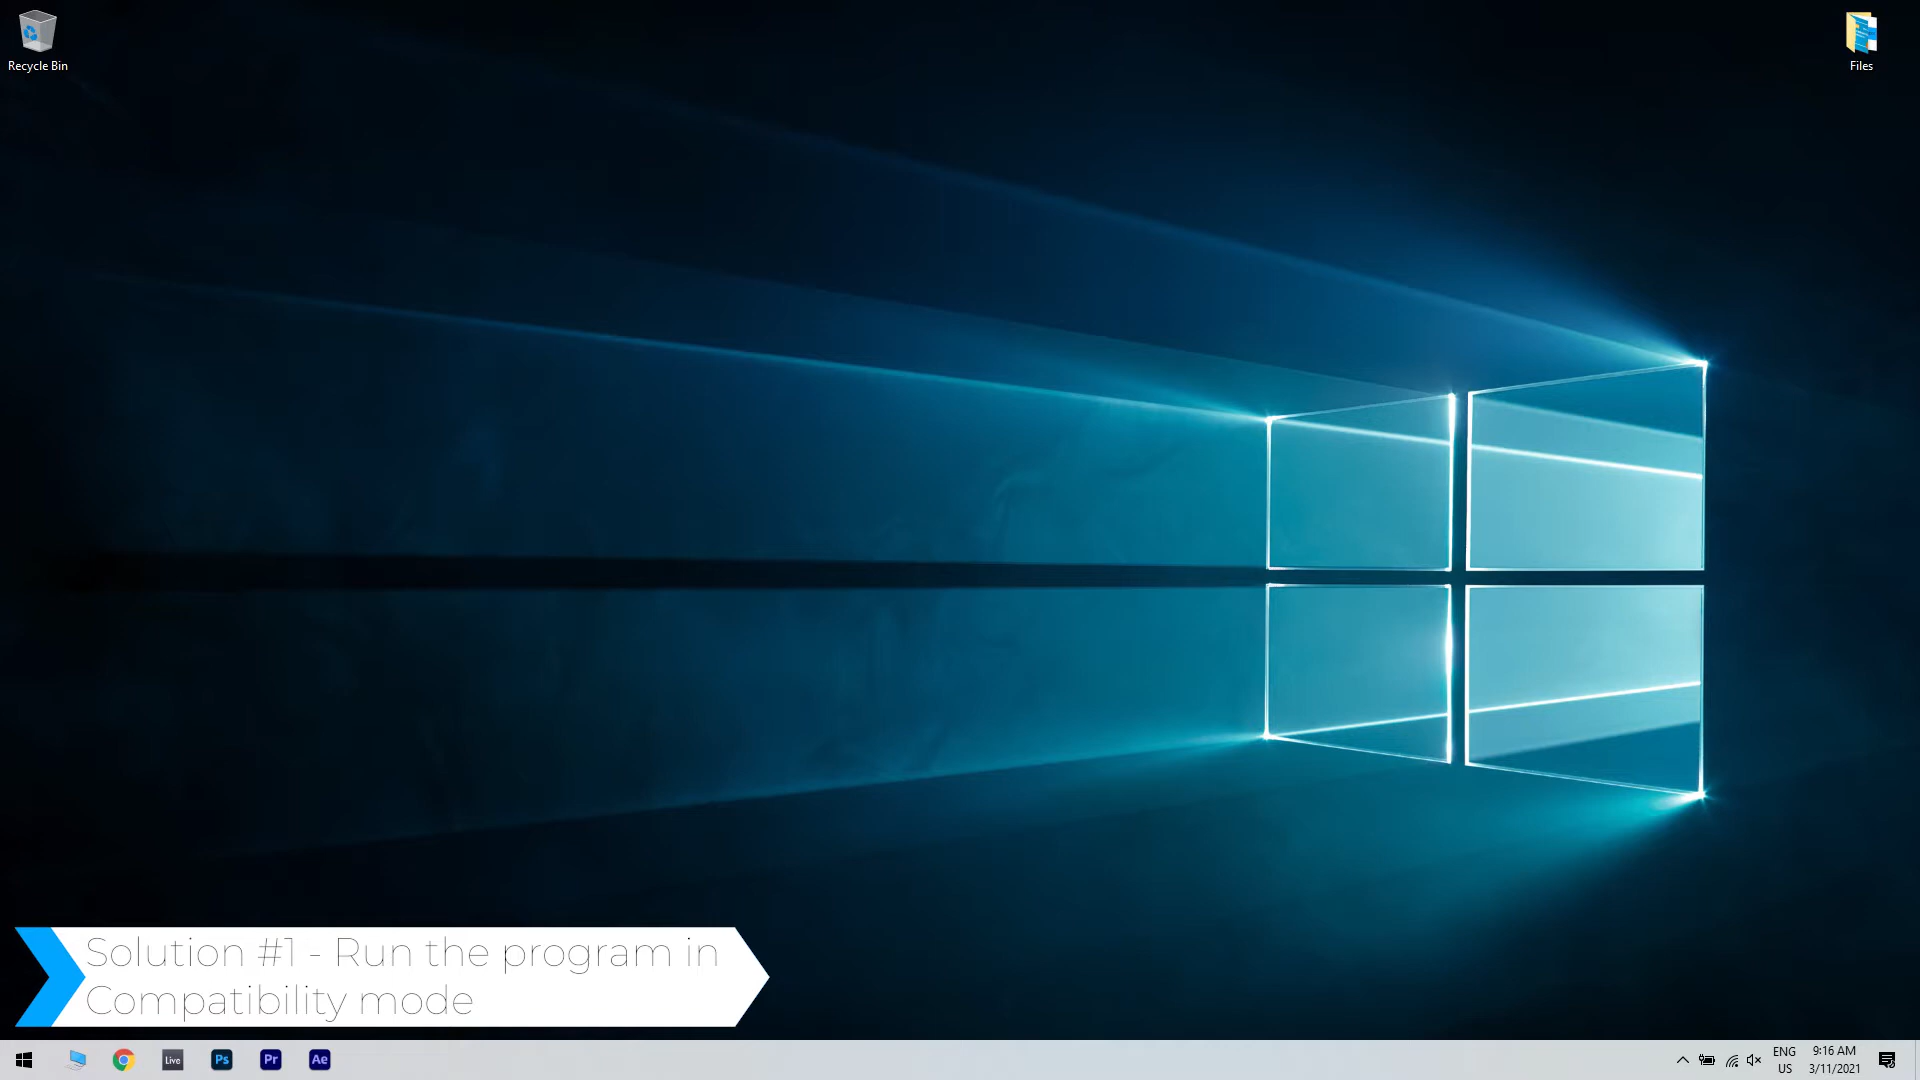 Recycle Bin
Files
Solution #1 - Run the program in
Compatibility mode
Live
Ps
Pr
Ae
ENG
US
9:16 AM
3/11/2021